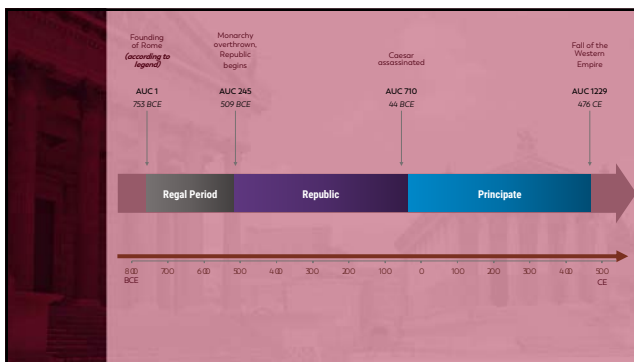 Founding
of Rome
(according to
legend)
AUC 1
753 BCE
Monarchy
overthrown,
Republic
begins
AUC 245
509 BCE
Caesar
assassinated
AUC 710
44 BCE
Fall of the
Western
Empire
AUC 1229
476 CE
Regal Period
Republic
Principate
800 700 600 500 400 300 200 100 0 100 200 300 400 500
BCE CE